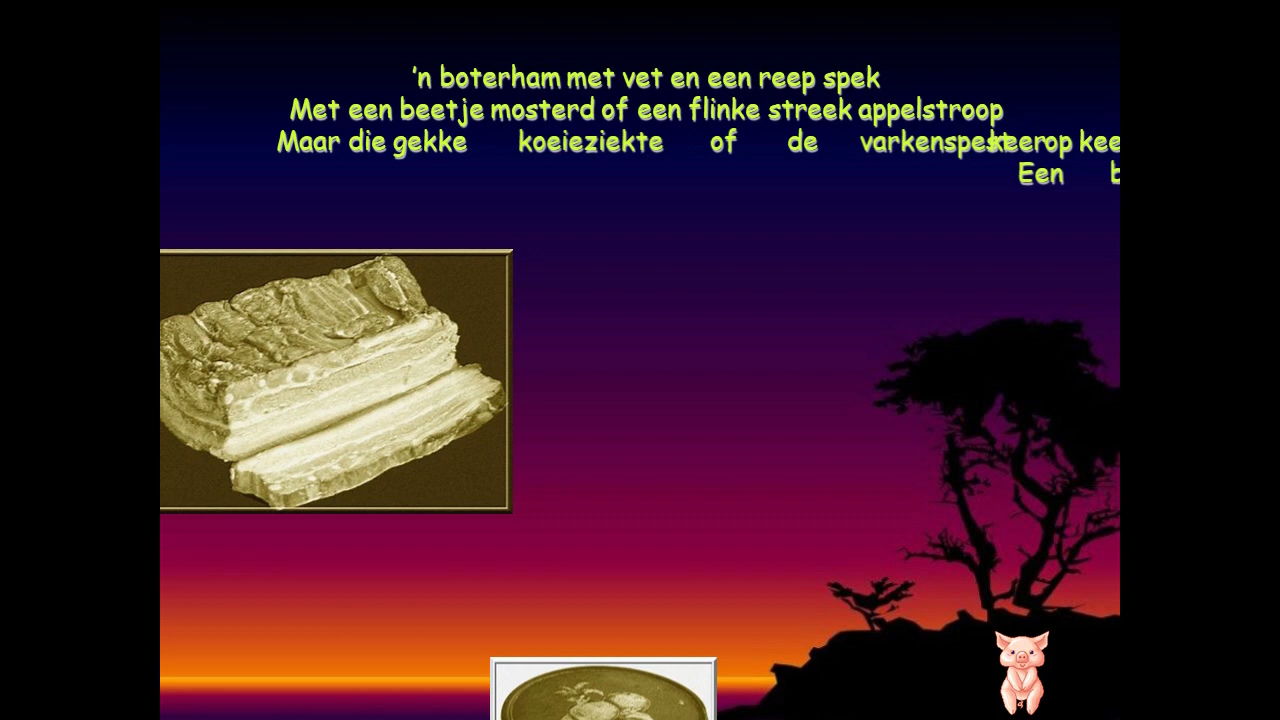 ’n boterham met vet en een reep spek
Met een beetje mosterd of een flinke streek appelstroop
Maar die gekke koeieziekte of de varkenspest
Een